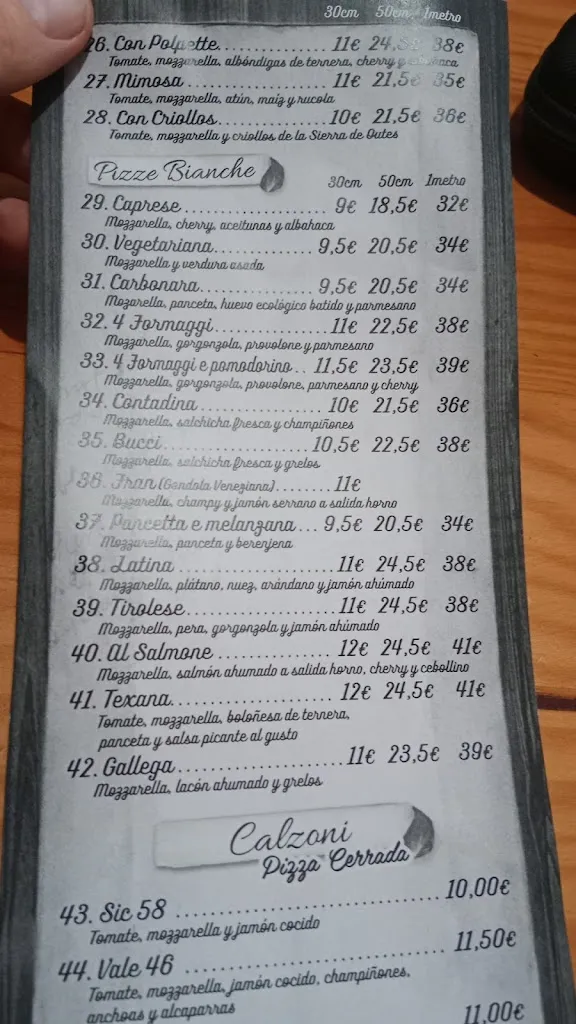 30cm 50cm 1metro
26. Con Polpette 11€ 24,5€ 38€
Tomate, mozzarella, albóndigas de ternera, cherry y albahaca
27. Mimosa 11€ 21,5€ 35€
Tomate, mozzarella, atún, maíz y rucola
28. Con Criollos 10€ 21,5€ 36€
Tomate, mozzarella y criollos de la Sierra de Outes
Pizze Bianche
30cm 50cm 1metro
29. Caprese 9€ 18,5€ 32€
Mozzarella, cherry, aceitunas y albahaca
30. Vegetariana 9,5€ 20,5€ 34€
Mozzarella y verdura asada
31. Carbonara 9,5€ 20,5€ 34€
Mozarella, panceta, huevo ecológico batido y parmesano
32. 4 Formaggi 11€ 22,5€ 38€
Mozzarella, gorgonzola, provolone y parmesano
33. 4 Formaggi e pomodorino 11,5€ 23,5€ 39€
Mozzarella, gorgonzola, provolone, parmesano y cherry
34. Contadina 10€ 21,5€ 36€
Mozzarella, salchicha fresca y champiñones
35. Bucci 10,5€ 22,5€ 38€
Mozzarella, salchicha fresca y grelos
36. Fran (Gondola Veneziana) 11€
Mozzarella, champy y jamón serrano a salida horno
37. Pancetta e melanzana 9,5€ 20,5€ 34€
Mozzarella, panceta y berenjena
38. Latina 11€ 24,5€ 38€
Mozzarella, plátano, nuez, arándano y jamón ahúmado
39. Tirolese 11€ 24,5€ 38€
Mozzarella, pera, gorgonzola y jamón ahúmado
40. Al Salmone 12€ 24,5€ 41€
Mozzarella, salmón ahumado a salida horno, cherry y cebollino
41. Texana 12€ 24,5€ 41€
Tomate, mozzarella, boloñesa de ternera,
panceta y salsa picante al gusto
42. Gallega 11€ 23,5€ 39€
Mozzarella, lacón ahumado y grelos
Calzoni
Pizza Cerrada
43. Sic 58 10,00€
Tomate, mozzarella y jamón cocido
44. Vale 46 11,50€
Tomate, mozzarella, jamón cocido, champiñones,
anchoas y alcaparras
11,00€